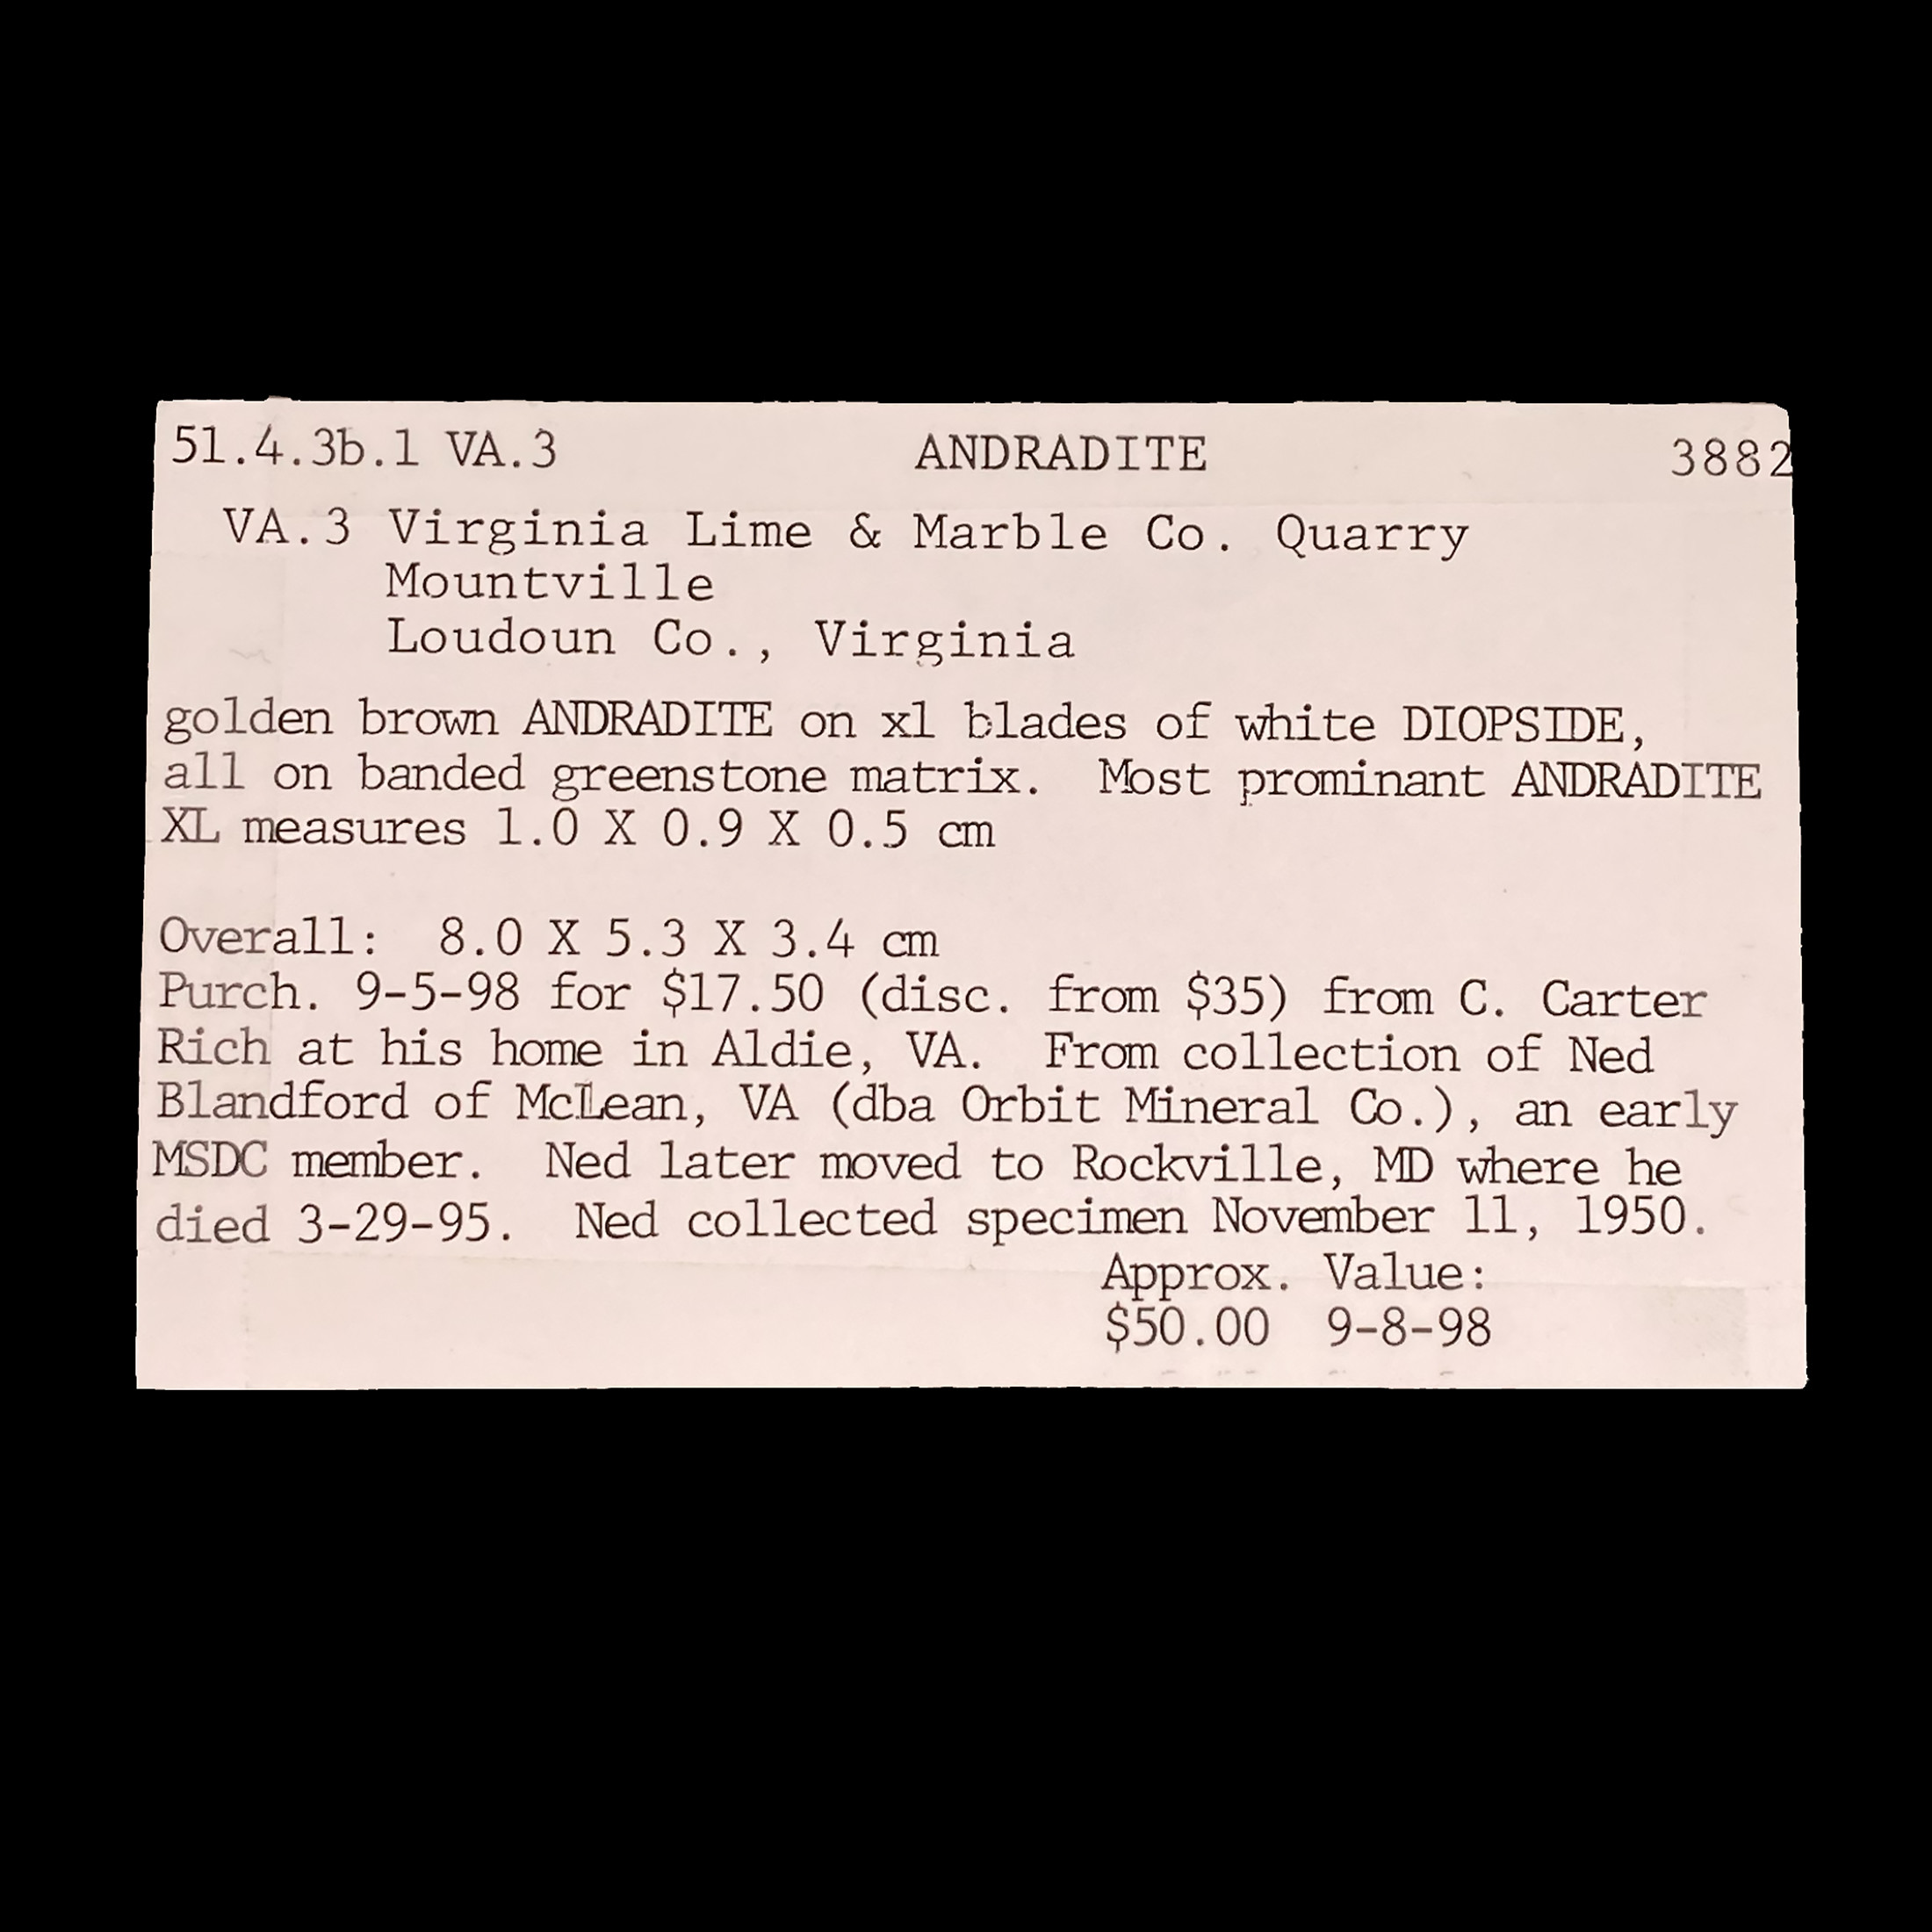 51.4.3b.1 VA.3 ANDRADITE 3882
VA.3 Virginia Lime & Marble Co. Quarry
Mountville
Loudoun Co., Virginia
golden brown ANDRADITE on xl blades of white DIOPSIDE,
all on banded greenstone matrix. Most prominant ANDRADITE
XL measures 1.0 X 0.9 X 0.5 cm
Overall: 8.0 X 5.3 X 3.4 cm
Purch. 9-5-98 for $17.50 (disc. from $35) from C. Carter
Rich at his home in Aldie, VA. From collection of Ned
Blandford of McLean, VA (dba Orbit Mineral Co.), an early
MSDC member. Ned later moved to Rockville, MD where he
died 3-29-95. Ned collected specimen November 11, 1950.
Approx. Value:
$50.00 9-8-98